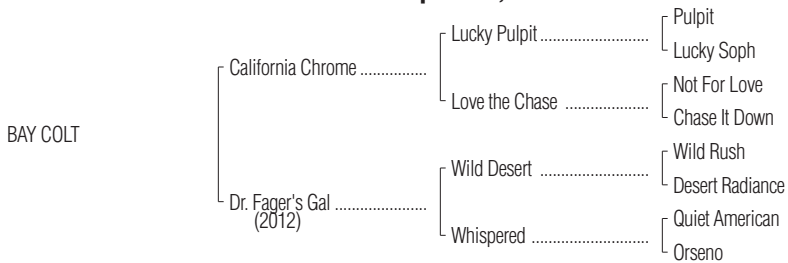 Pulpit
Lucky Pulpit ............................
Lucky Soph
California Chrome .................
Not For Love
Love the Chase .....................
Chase It Down
BAY COLT
Wild Rush
Wild Desert ...........................
Desert Radiance
Dr. Fager's Gal .......................
(2012)
Quiet American
Whispered .............................
Orseno